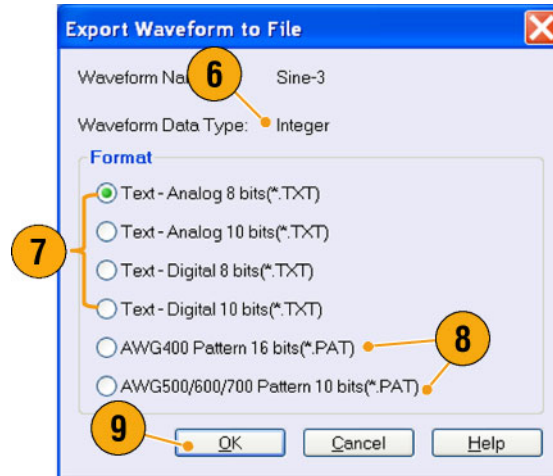 Export Waveform to File
Waveform Na 6 Sine-3
Waveform Data Type: Integer
Format
Text - Analog 8 bits(*.TXT)
Text - Analog 10 bits(*.TXT)
7
Text - Digital 8 bits(*.TXT)
Text - Digital 10 bits(*.TXT)
AWG400 Pattern 16 bits(*.PAT)
8
AWG500/600/700 Pattern 10 bits(*.PAT)
9
OK Cancel Help